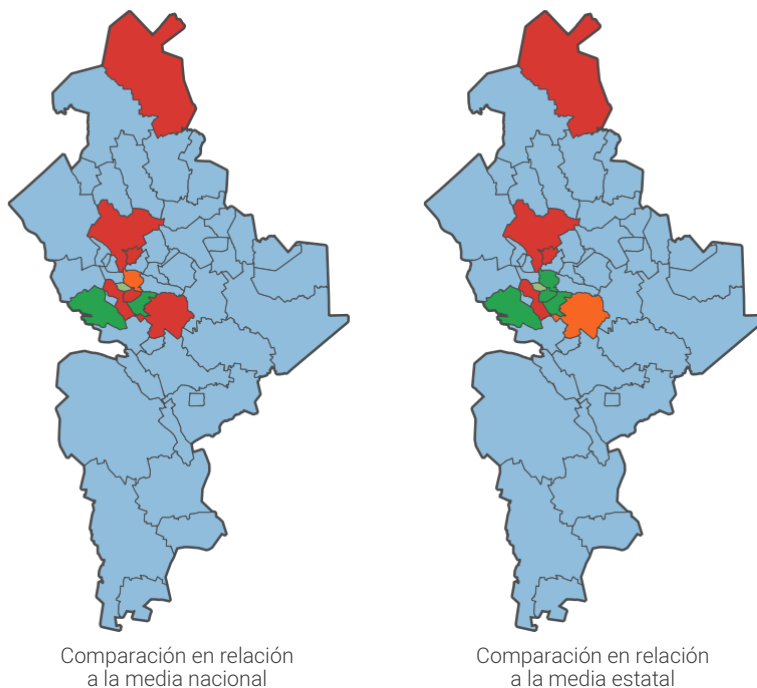 Comparación en relación
a la media nacional
Comparación en relación
a la media estatal